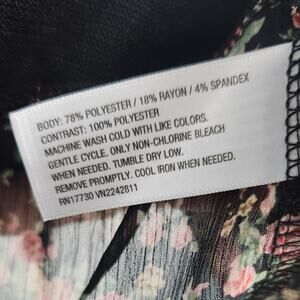 BODY: 78% POLYESTER / 18% RAYON / 4% SPANDEX
CONTRAST: 100% POLYESTER
MACHINE WASH COLD WITH LIKE COLORS.
GENTLE CYCLE. ONLY NON-CHLORINE BLEACH
WHEN NEEDED. TUMBLE DRY LOW.
REMOVE PROMPTLY. COOL IRON WHEN NEEDED.
RN17730 VN2242811